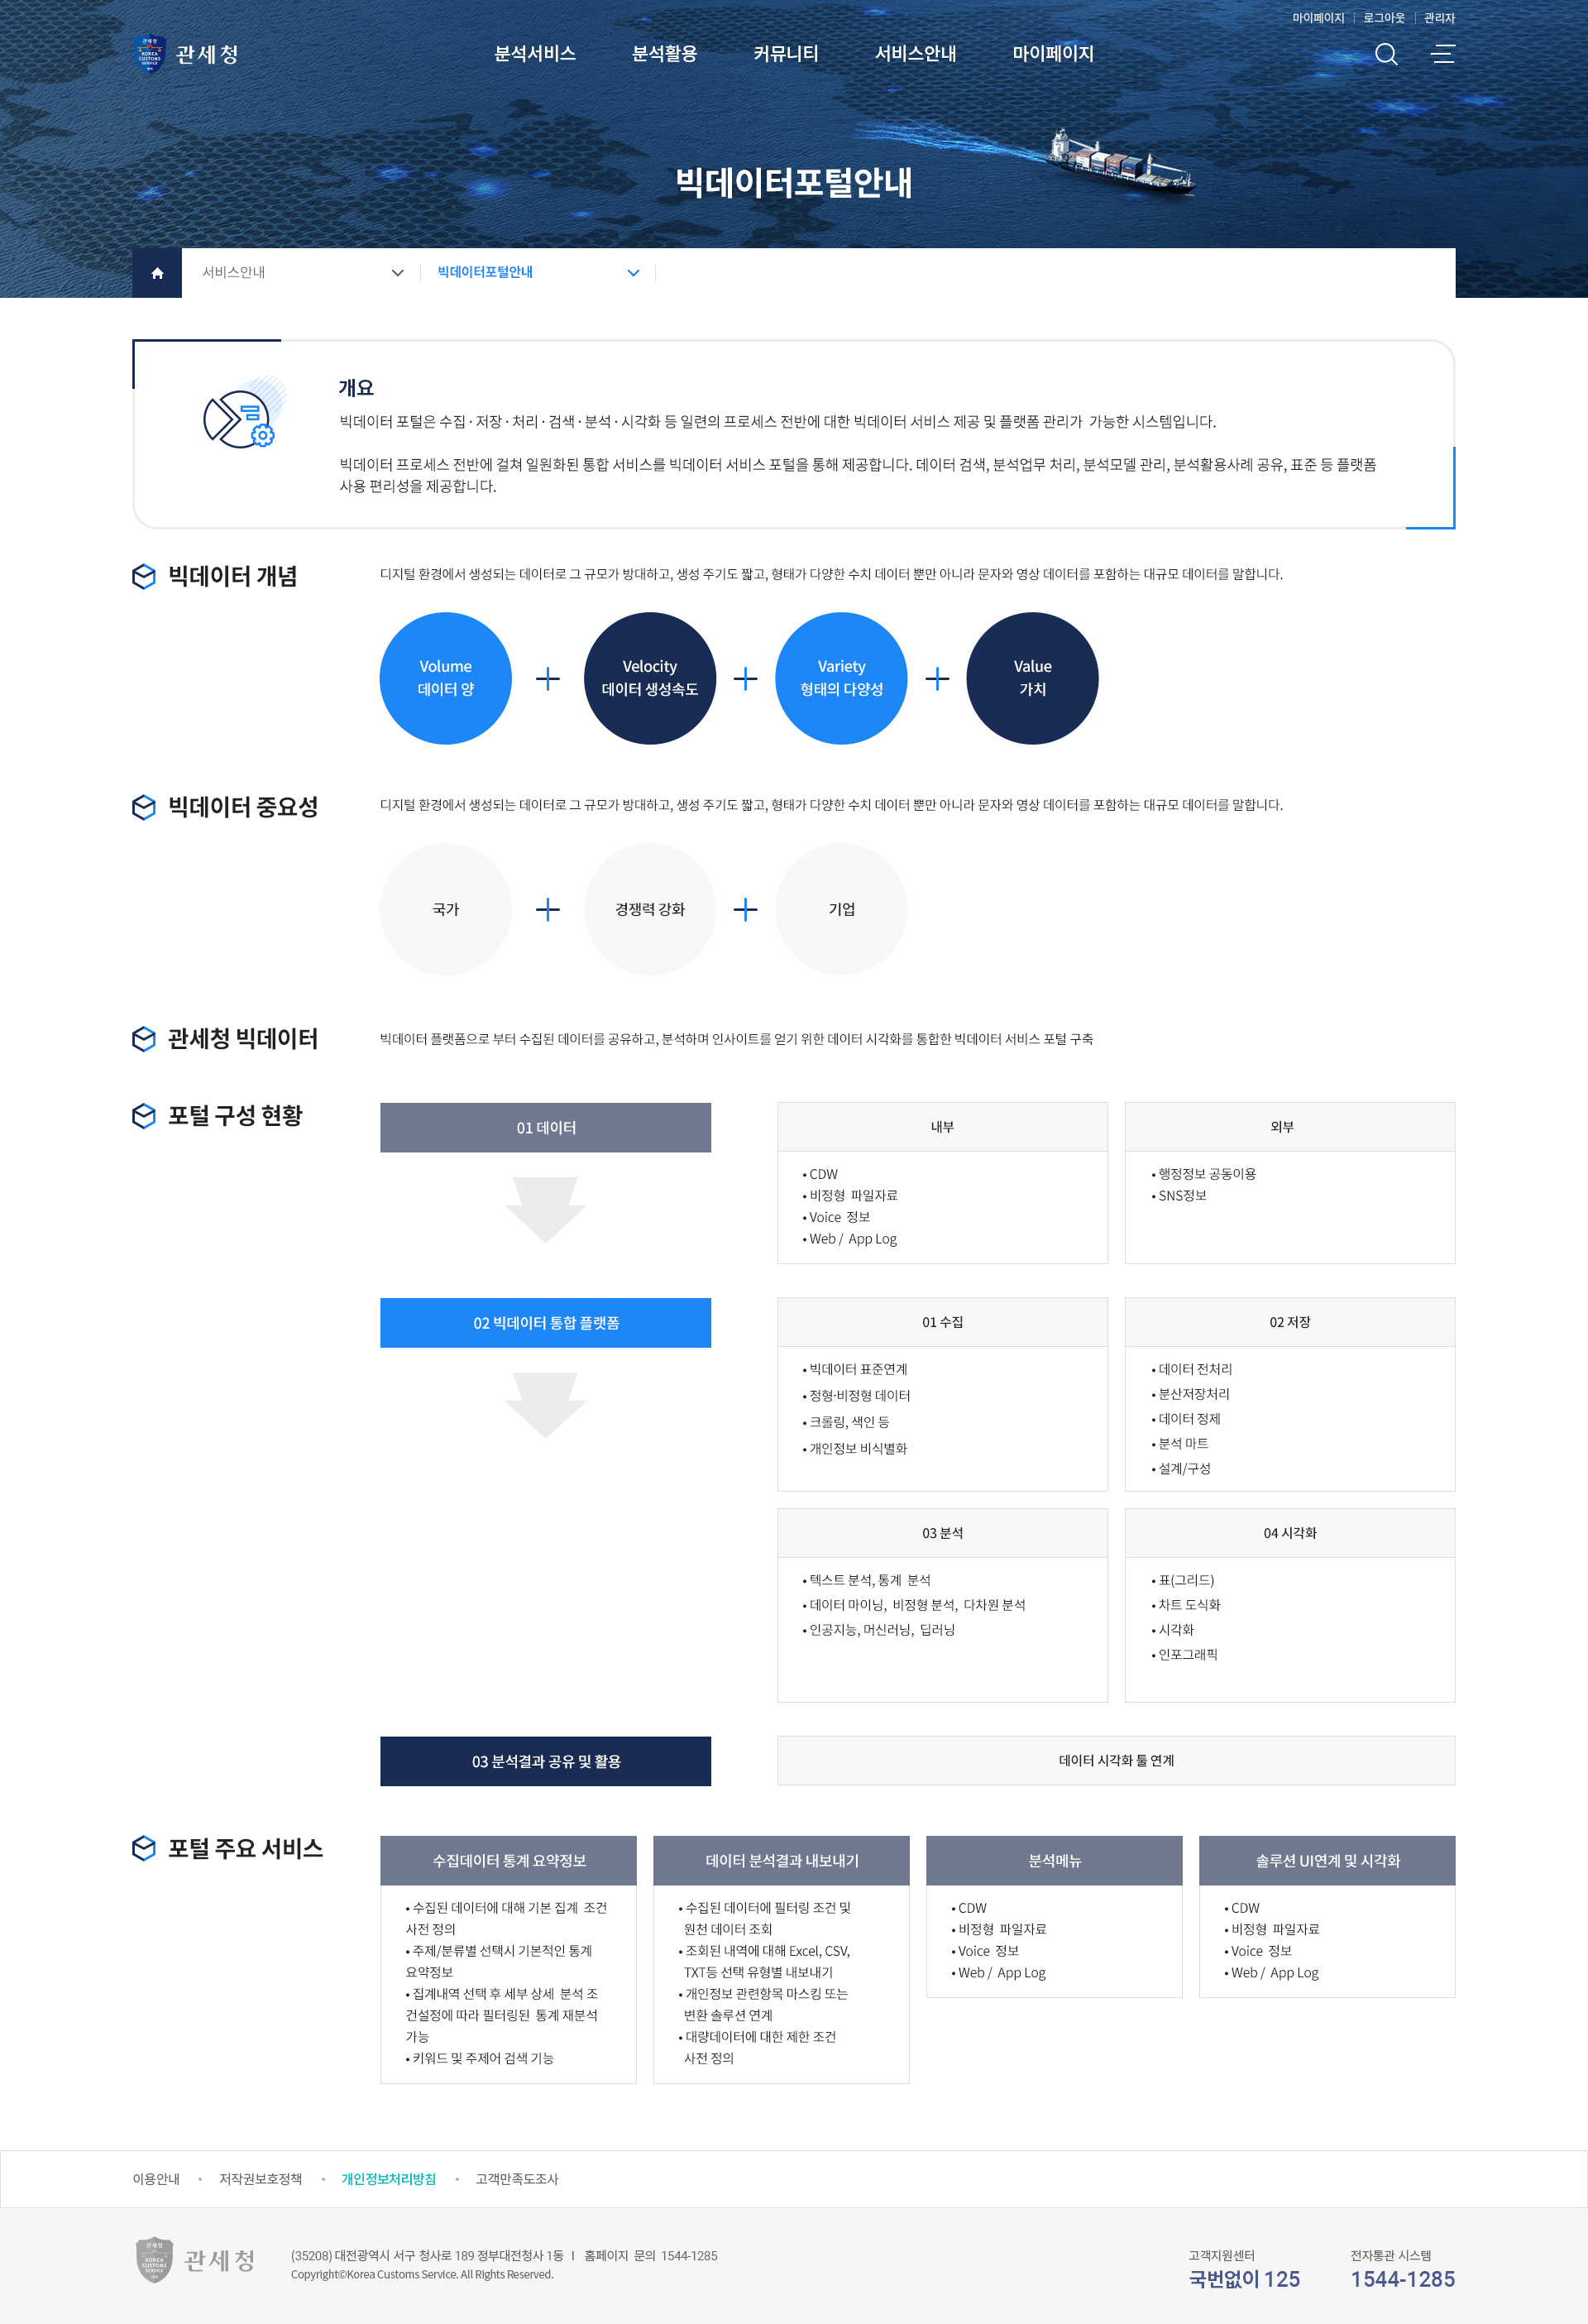 마이페이지 로그아웃 관리자
관세청 분석서비스 분석활용 커뮤니티 서비스안내 마이페이지
빅데이터포털안내
서비스안내 빅데이터포털안내
개요
빅데이터 포털은 수집 · 저장 · 처리 · 검색 · 분석 · 시각화 등 일련의 프로세스 전반에 대한 빅데이터 서비스 제공 및 플랫폼 관리가 가능한 시스템입니다.
빅데이터 프로세스 전반에 걸쳐 일원화된 통합 서비스를 빅데이터 서비스 포털을 통해 제공합니다. 데이터 검색, 분석업무 처리, 분석모델 관리, 분석활용사례 공유, 표준 등 플랫폼
사용 편리성을 제공합니다.
빅데이터 개념
디지털 환경에서 생성되는 데이터로 그 규모가 방대하고, 생성 주기도 짧고, 형태가 다양한 수치 데이터 뿐만 아니라 문자와 영상 데이터를 포함하는 대규모 데이터를 말합니다.
Volume
데이터 양
Velocity
데이터 생성속도
Variety
형태의 다양성
Value
가치
빅데이터 중요성
디지털 환경에서 생성되는 데이터로 그 규모가 방대하고, 생성 주기도 짧고, 형태가 다양한 수치 데이터 뿐만 아니라 문자와 영상 데이터를 포함하는 대규모 데이터를 말합니다.
국가
경쟁력 강화
기업
관세청 빅데이터
빅데이터 플랫폼으로 부터 수집된 데이터를 공유하고, 분석하며 인사이트를 얻기 위한 데이터 시각화를 통합한 빅데이터 서비스 포털 구축
포털 구성 현황
01 데이터
내부
• CDW
• 비정형 파일자료
• Voice 정보
• Web / App Log
외부
• 행정정보 공동이용
• SNS정보
02 빅데이터 통합 플랫폼
01 수집
• 빅데이터 표준연계
• 정형·비정형 데이터
• 크롤링, 색인 등
• 개인정보 비식별화
02 저장
• 데이터 전처리
• 분산저장처리
• 데이터 정제
• 분석 마트
• 설계/구성
03 분석
• 텍스트 분석, 통계 분석
• 데이터 마이닝, 비정형 분석, 다차원 분석
• 인공지능, 머신러닝, 딥러닝
04 시각화
• 표(그리드)
• 차트 도식화
• 시각화
• 인포그래픽
03 분석결과 공유 및 활용
데이터 시각화 툴 연계
포털 주요 서비스
수집데이터 통계 요약정보
• 수집된 데이터에 대해 기본 집계 조건
사전 정의
• 주제/분류별 선택시 기본적인 통계
요약정보
• 집계내역 선택 후 세부 상세 분석 조
건설정에 따라 필터링된 통계 재분석
가능
• 키워드 및 주제어 검색 기능
데이터 분석결과 내보내기
• 수집된 데이터에 필터링 조건 및
원천 데이터 조회
• 조회된 내역에 대해 Excel, CSV,
TXT등 선택 유형별 내보내기
• 개인정보 관련항목 마스킹 또는
변환 솔루션 연계
• 대량데이터에 대한 제한 조건
사전 정의
분석메뉴
• CDW
• 비정형 파일자료
• Voice 정보
• Web / App Log
솔루션 UI연계 및 시각화
• CDW
• 비정형 파일자료
• Voice 정보
• Web / App Log
이용안내 • 저작권보호정책 • 개인정보처리방침 • 고객만족도조사
관세청
(35208) 대전광역시 서구 청사로 189 정부대전청사 1동 | 홈페이지 문의 1544-1285
Copyright©Korea Customs Service. All Rights Reserved.
고객지원센터
국번없이 125
전자통관 시스템
1544-1285